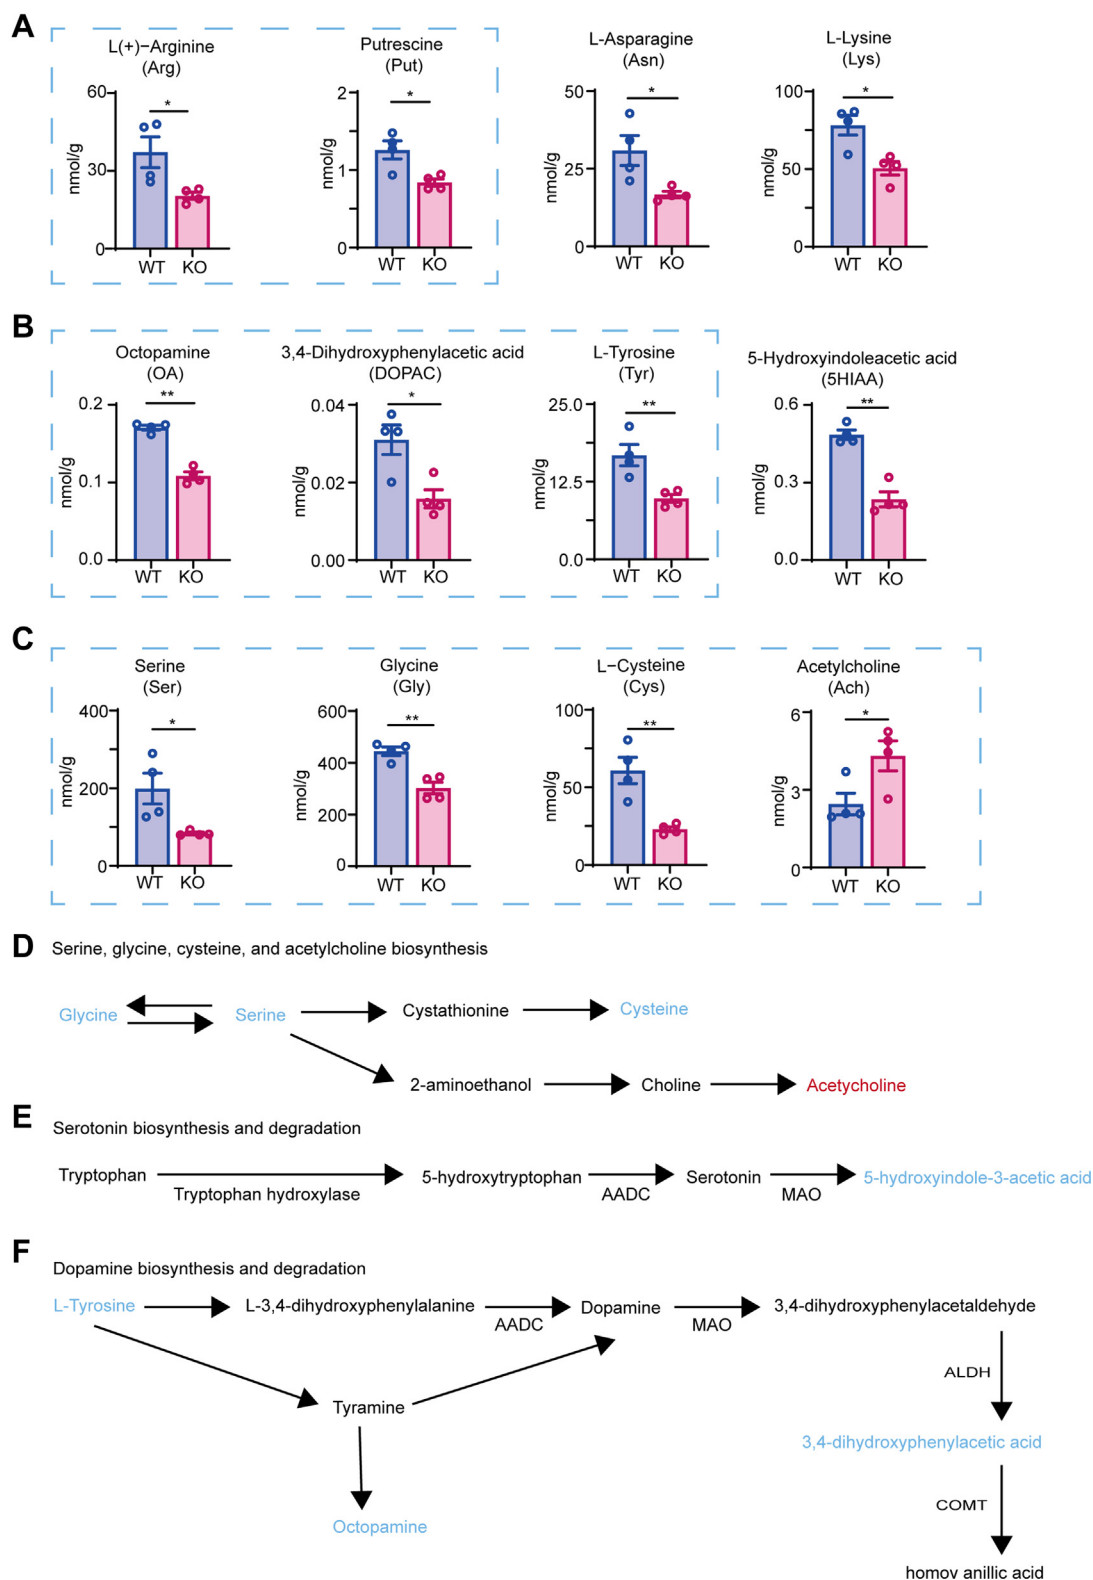 A
L(+)−Arginine
(Arg)
Putrescine
(Put)
L-Asparagine
(Asn)
L-Lysine
(Lys)
60
30
0
nmol/g
*
WT KO
2
1
0
nmol/g
*
WT KO
50
25
0
nmol/g
*
WT KO
100
50
0
nmol/g
*
WT KO
B
Octopamine
(OA)
3,4-Dihydroxyphenylacetic acid
(DOPAC)
L-Tyrosine
(Tyr)
5-Hydroxyindoleacetic acid
(5HIAA)
0.2
0.1
0.0
nmol/g
**
WT KO
0.04
0.02
0.00
nmol/g
*
WT KO
25.0
12.5
0.0
nmol/g
**
WT KO
0.6
0.3
0.0
nmol/g
**
WT KO
C
Serine
(Ser)
Glycine
(Gly)
L−Cysteine
(Cys)
Acetylcholine
(Ach)
400
200
0
nmol/g
*
WT KO
600
400
200
0
nmol/g
**
WT KO
100
50
0
nmol/g
**
WT KO
6
3
0
nmol/g
*
WT KO
D Serine, glycine, cysteine, and acetylcholine biosynthesis
Glycine Serine Cystathionine Cysteine
2-aminoethanol Choline Acetycholine
E Serotonin biosynthesis and degradation
Tryptophan 5-hydroxytryptophan Serotonin 5-hydroxyindole-3-acetic acid
Tryptophan hydroxylase AADC MAO
F Dopamine biosynthesis and degradation
L-Tyrosine L-3,4-dihydroxyphenylalanine Dopamine 3,4-dihydroxyphenylacetaldehyde
AADC MAO
ALDH
Tyramine
3,4-dihydroxyphenylacetic acid
COMT
Octopamine
homov anillic acid